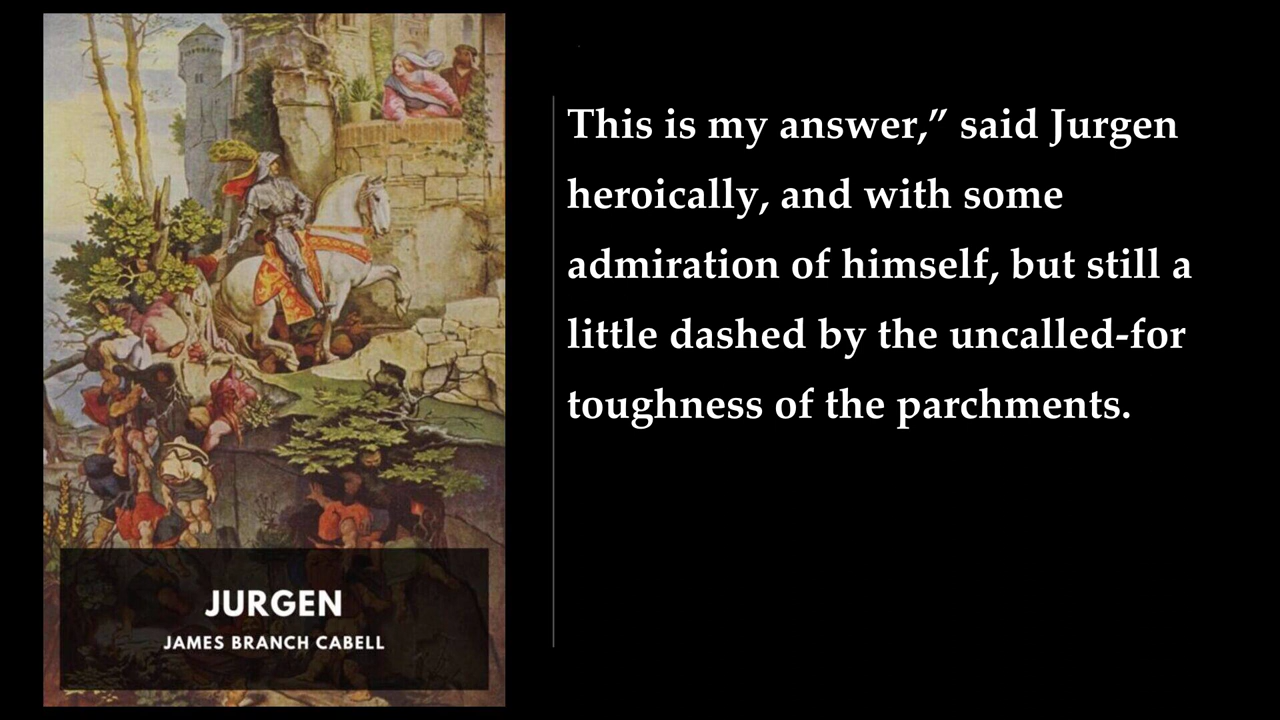 This is my answer,” said Jurgen
heroically, and with some
admiration of himself, but still a
little dashed by the uncalled-for
toughness of the parchments.
JURGEN
JAMES BRANCH CABELL